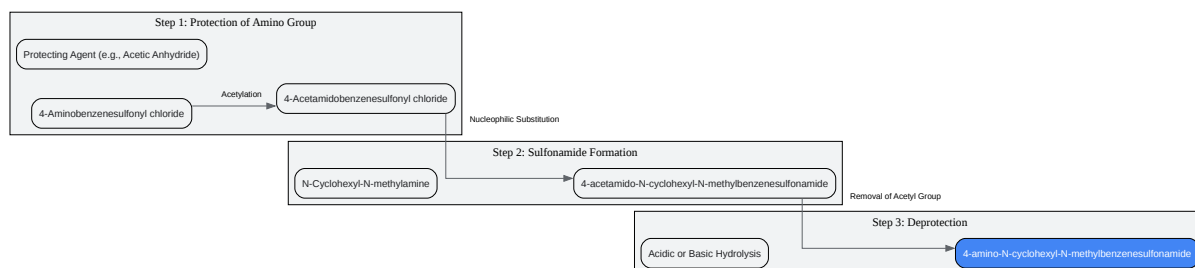 Step 1: Protection of Amino Group
Protecting Agent (e.g., Acetic Anhydride)
4-Aminobenzenesulfonyl chloride
Acetylation
4-Acetamidobenzenesulfonyl chloride
Nucleophilic Substitution
Step 2: Sulfonamide Formation
N-Cyclohexyl-N-methylamine
4-acetamido-N-cyclohexyl-N-methylbenzenesulfonamide
Removal of Acetyl Group
Step 3: Deprotection
Acidic or Basic Hydrolysis
4-amino-N-cyclohexyl-N-methylbenzenesulfonamide